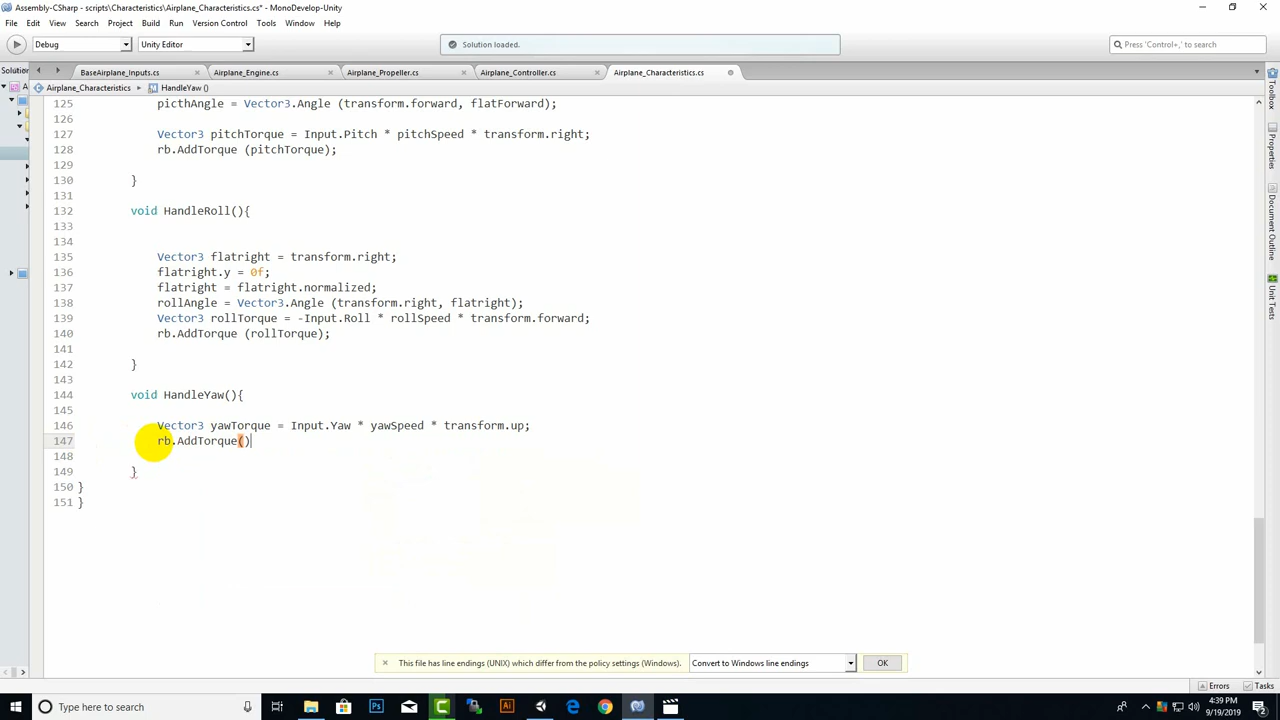 Assembly-CSharp - scripts\Characteristics\Airplane_Characteristics.cs* - MonoDevelop-Unity
File Edit View Search Project Build Run Version Control Tools Window Help
Debug Unity Editor Solution loaded. Press 'Control+,' to search
Solution BaseAirplane_Inputs.cs Airplane_Engine.cs Airplane_Propeller.cs Airplane_Controller.cs Airplane_Characteristics.cs
Airplane_Characteristics HandleYaw ()
125 picthAngle = Vector3.Angle (transform.forward, flatForward);
126
127 Vector3 pitchTorque = Input.Pitch * pitchSpeed * transform.right;
128 rb.AddTorque (pitchTorque);
129
130 }
131
132 void HandleRoll(){
133
134
135 Vector3 flatright = transform.right;
136 flatright.y = 0f;
137 flatright = flatright.normalized;
138 rollAngle = Vector3.Angle (transform.right, flatright);
139 Vector3 rollTorque = -Input.Roll * rollSpeed * transform.forward;
140 rb.AddTorque (rollTorque);
141
142 }
143
144 void HandleYaw(){
145
146 Vector3 yawTorque = Input.Yaw * yawSpeed * transform.up;
147 rb.AddTorque()
148
149 }
150 }
151 }
Toolbox
Properties
Document Outline
Unit Tests
This file has line endings (UNIX) which differ from the policy settings (Windows). Convert to Windows line endings OK
Errors Tasks
Type here to search
4:39 PM
9/19/2019
2